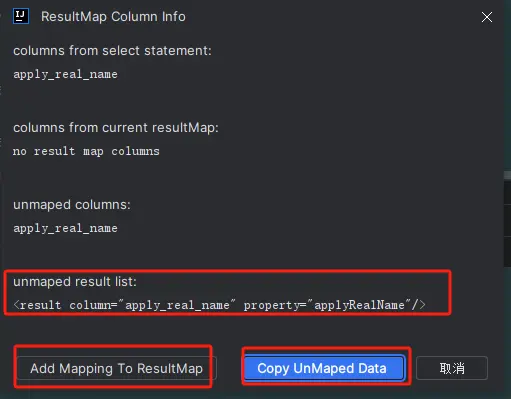 IJ
ResultMap Column Info
columns from select statement:
apply_real_name
columns from current resultMap:
no result map columns
unmaped columns:
apply_real_name
unmaped result list:
<result column="apply_real_name" property="applyRealName"/>
Add Mapping To ResultMap
Copy UnMaped Data
取消